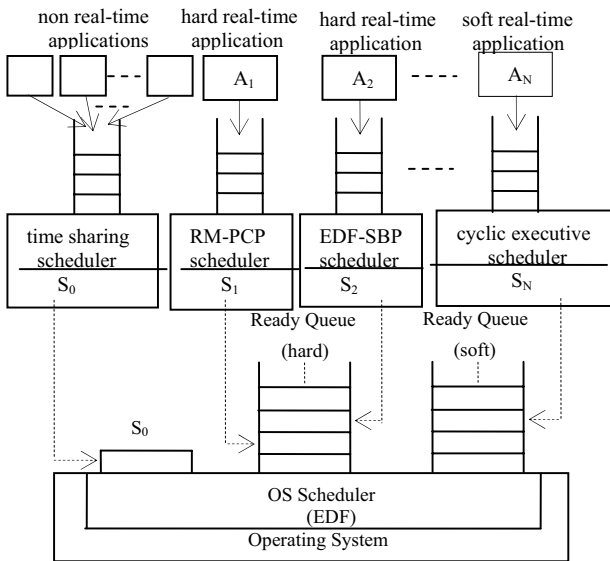 non real-time applications
hard real-time application
hard real-time application
soft real-time application
A1
A2
AN
time sharing scheduler
S0
RM-PCP scheduler
S1
EDF-SBP scheduler
S2
cyclic executive scheduler
SN
Ready Queue (hard)
Ready Queue (soft)
S0
OS Scheduler
(EDF)
Operating System